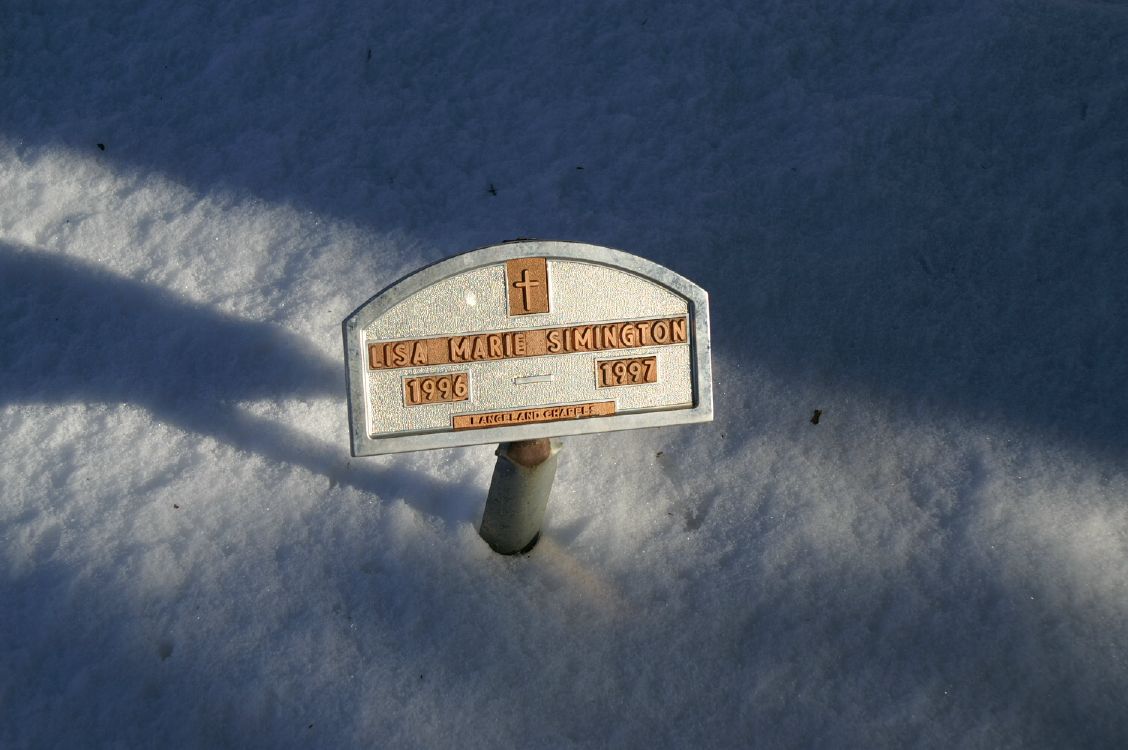 LISA MARIE SIMINGTON
1996 — 1997
LANGELAND CHAPELS